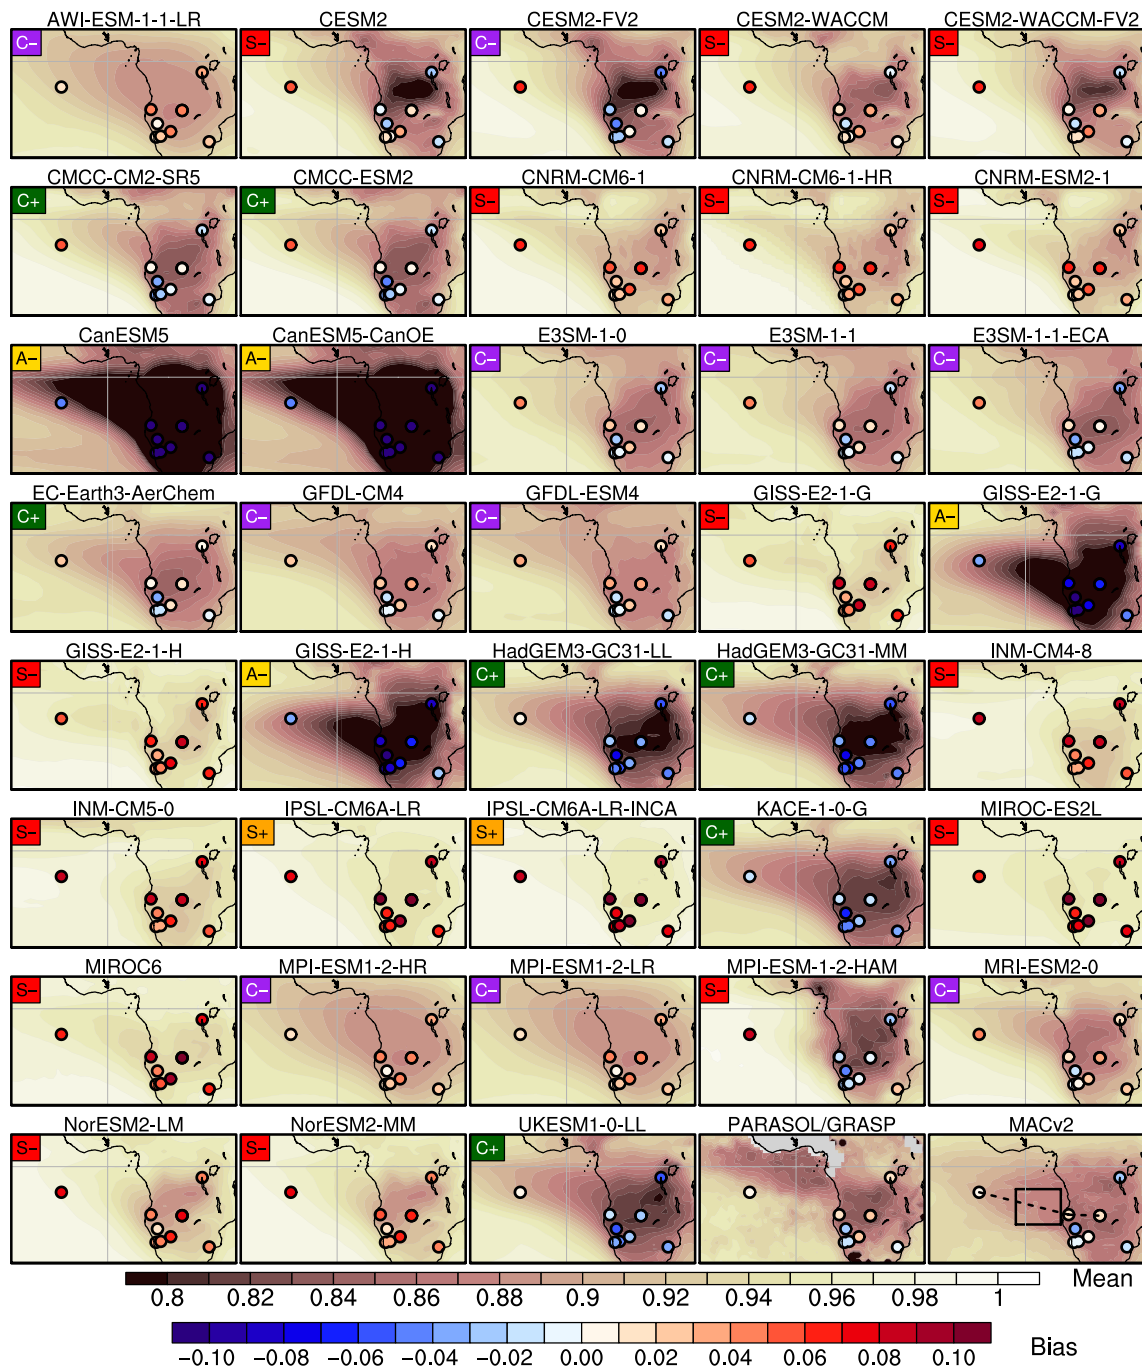 AWI-ESM-1-1-LR CESM2 CESM2-FV2 CESM2-WACCM CESM2-WACCM-FV2
C− S− C− S− S−
CMCC-CM2-SR5 CMCC-ESM2 CNRM-CM6-1 CNRM-CM6-1-HR CNRM-ESM2-1
C+ C+ S− S− S−
CanESM5 CanESM5-CanOE E3SM-1-0 E3SM-1-1 E3SM-1-1-ECA
A− A− C− C− C−
EC-Earth3-AerChem GFDL-CM4 GFDL-ESM4 GISS-E2-1-G GISS-E2-1-G
C+ C− C− S− A−
GISS-E2-1-H GISS-E2-1-H HadGEM3-GC31-LL HadGEM3-GC31-MM INM-CM4-8
S− A− C+ C+ S−
INM-CM5-0 IPSL-CM6A-LR IPSL-CM6A-LR-INCA KACE-1-0-G MIROC-ES2L
S− S+ S+ C+ S−
MIROC6 MPI-ESM1-2-HR MPI-ESM1-2-LR MPI-ESM-1-2-HAM MRI-ESM2-0
S− C− C− S− C−
NorESM2-LM NorESM2-MM UKESM1-0-LL PARASOL/GRASP MACv2
S− S− C+
0.8 0.82 0.84 0.86 0.88 0.9 0.92 0.94 0.96 0.98 1 Mean
−0.10 −0.08 −0.06 −0.04 −0.02 0.00 0.02 0.04 0.06 0.08 0.10 Bias